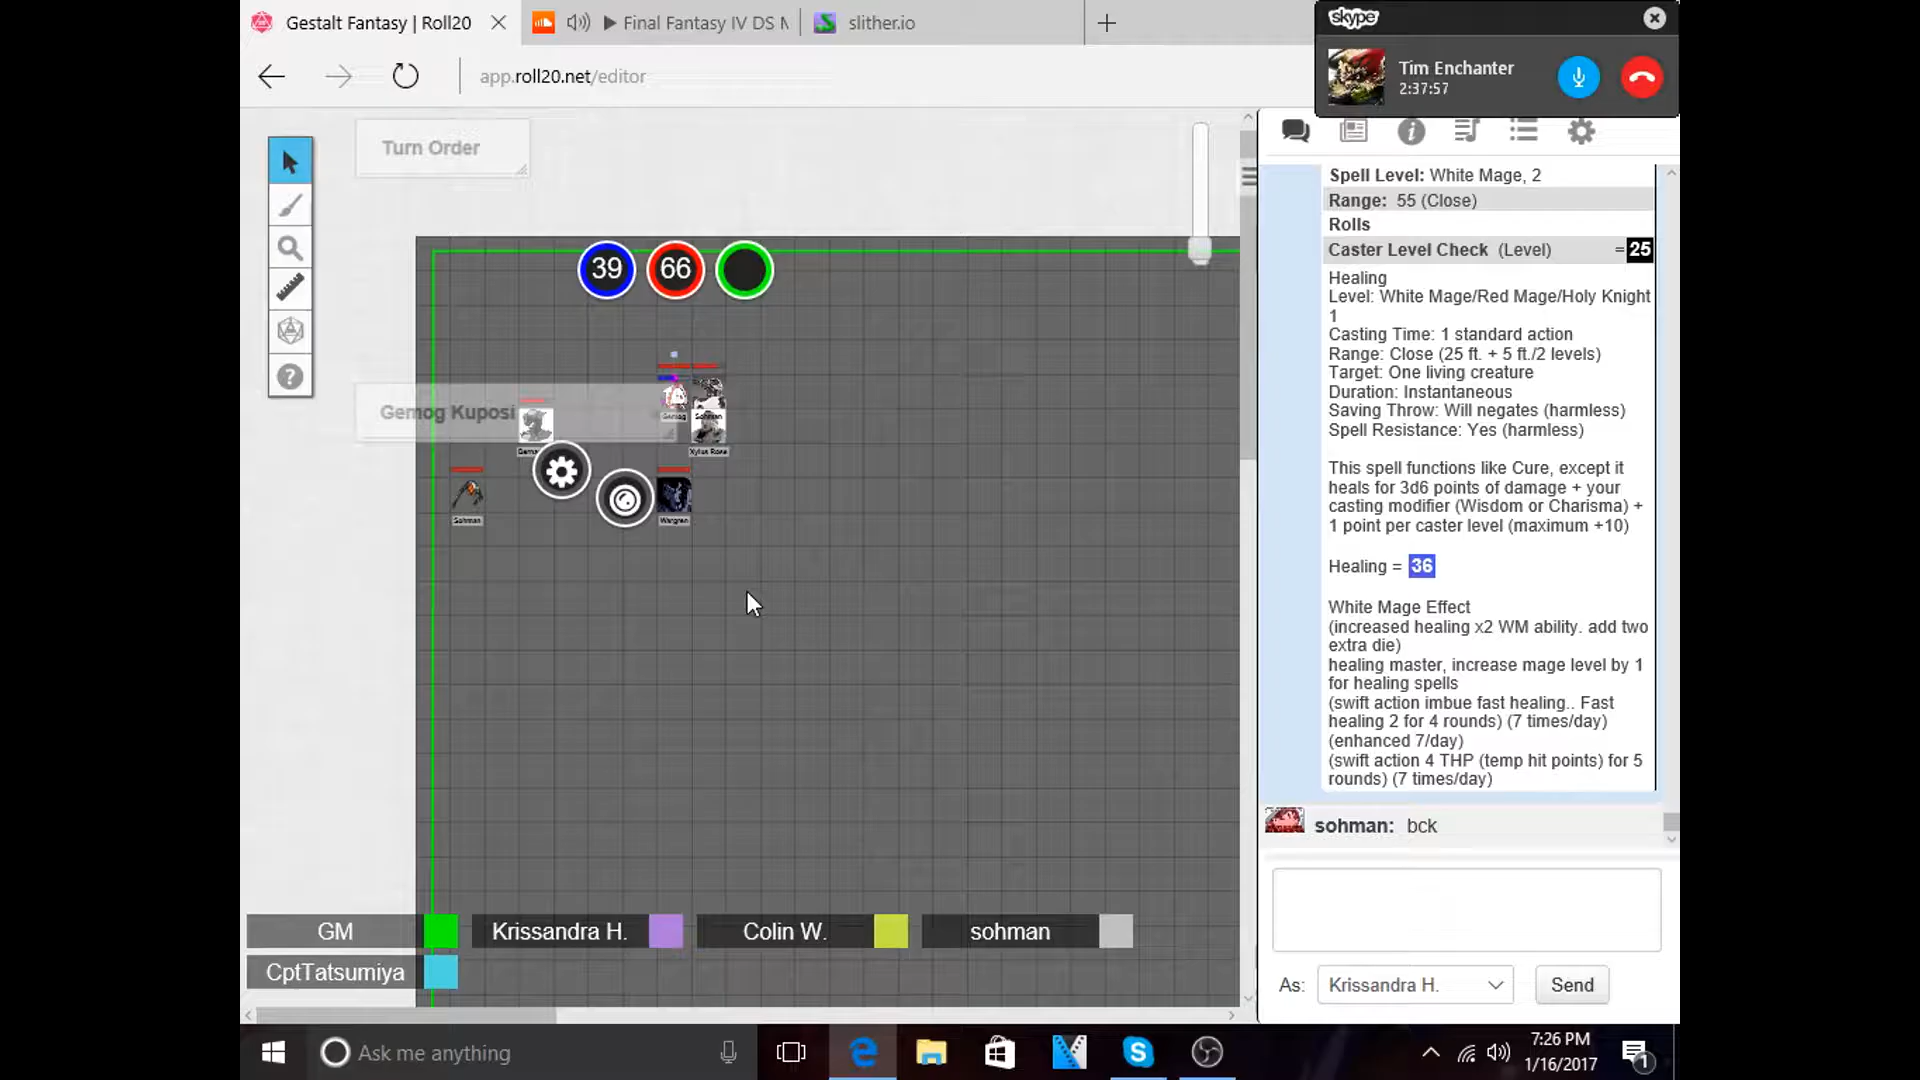 Gestalt Fantasy | Roll20
Final Fantasy IV DS M
slither.io
skype
Tim Enchanter
2:37:57
app.roll20.net/editor
Turn Order
39
66
Gemog Kuposi
Gemog
Sohman
Xylus Rose
Sohman
Wargren
Spell Level: White Mage, 2
Range: 55 (Close)
Rolls
Caster Level Check (Level) =25
Healing
Level: White Mage/Red Mage/Holy Knight
1
Casting Time: 1 standard action
Range: Close (25 ft. + 5 ft./2 levels)
Target: One living creature
Duration: Instantaneous
Saving Throw: Will negates (harmless)
Spell Resistance: Yes (harmless)
This spell functions like Cure, except it
heals for 3d6 points of damage + your
casting modifier (Wisdom or Charisma) +
1 point per caster level (maximum +10)
Healing = 36
White Mage Effect
(increased healing x2 WM ability. add two
extra die)
healing master, increase mage level by 1
for healing spells
(swift action imbue fast healing.. Fast
healing 2 for 4 rounds) (7 times/day)
(enhanced 7/day)
(swift action 4 THP (temp hit points) for 5
rounds) (7 times/day)
sohman: bck
As: Krissandra H.
Send
GM
Krissandra H.
Colin W.
sohman
CptTatsumiya
Ask me anything
7:26 PM
1/16/2017
1